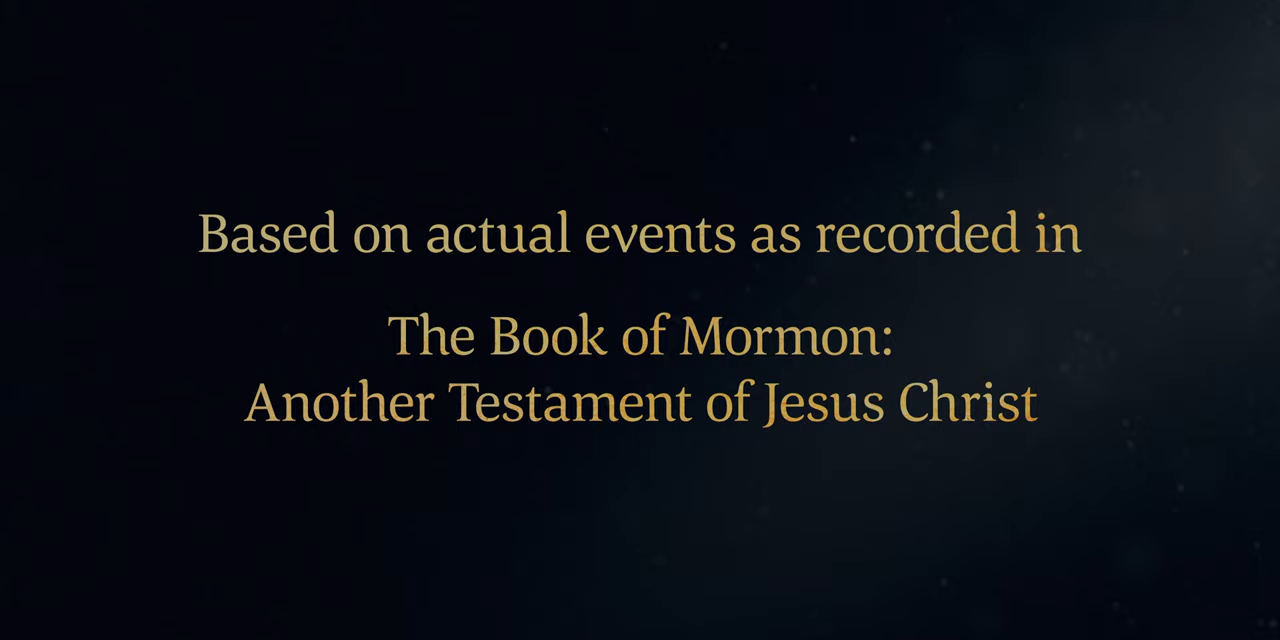 Based on actual events as recorded in
The Book of Mormon:
Another Testament of Jesus Christ